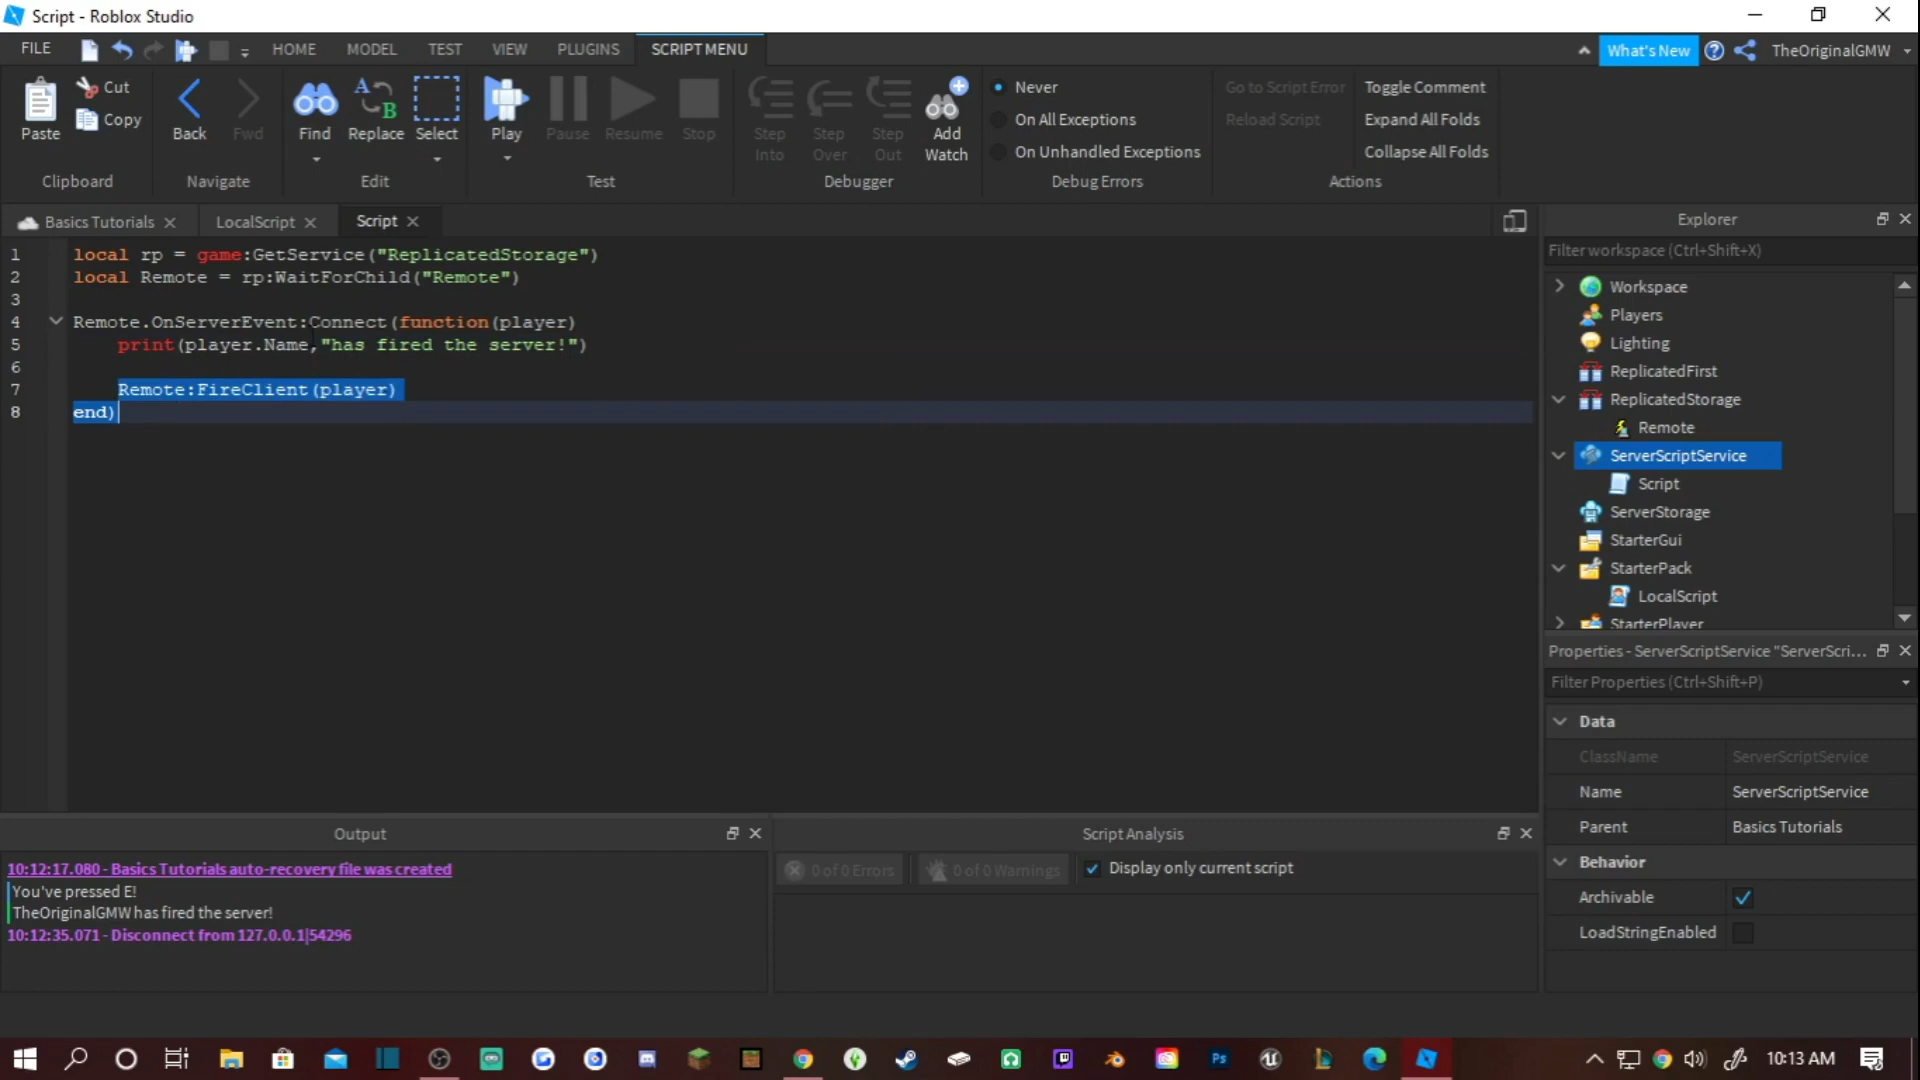 Script - Roblox Studio
FILE HOME MODEL TEST VIEW PLUGINS SCRIPT MENU What's New TheOriginalGMW
Paste Cut Copy Back Fwd Find Replace Select Play Pause Resume Stop Step Into Step Over Step Out Add Watch
Never Go to Script Error Toggle Comment
On All Exceptions Reload Script Expand All Folds
On Unhandled Exceptions Collapse All Folds
Clipboard Navigate Edit Test Debugger Debug Errors Actions
Basics Tutorials LocalScript Script
1 local rp = game:GetService("ReplicatedStorage")
2 local Remote = rp:WaitForChild("Remote")
3
4 Remote.OnServerEvent:Connect(function(player)
5 print(player.Name,"has fired the server!")
6
7 Remote:FireClient(player)
8 end)
Explorer
Filter workspace (Ctrl+Shift+X)
Workspace
Players
Lighting
ReplicatedFirst
ReplicatedStorage
Remote
ServerScriptService
Script
ServerStorage
StarterGui
StarterPack
LocalScript
StarterPlayer
Properties - ServerScriptService "ServerScri...
Filter Properties (Ctrl+Shift+P)
Data
ClassName ServerScriptService
Name ServerScriptService
Parent Basics Tutorials
Behavior
Archivable
LoadStringEnabled
Output
10:12:17.080 - Basics Tutorials auto-recovery file was created
You've pressed E!
TheOriginalGMW has fired the server!
10:12:35.071 - Disconnect from 127.0.0.1|54296
Script Analysis
0 of 0 Errors 0 of 0 Warnings Display only current script
10:13 AM